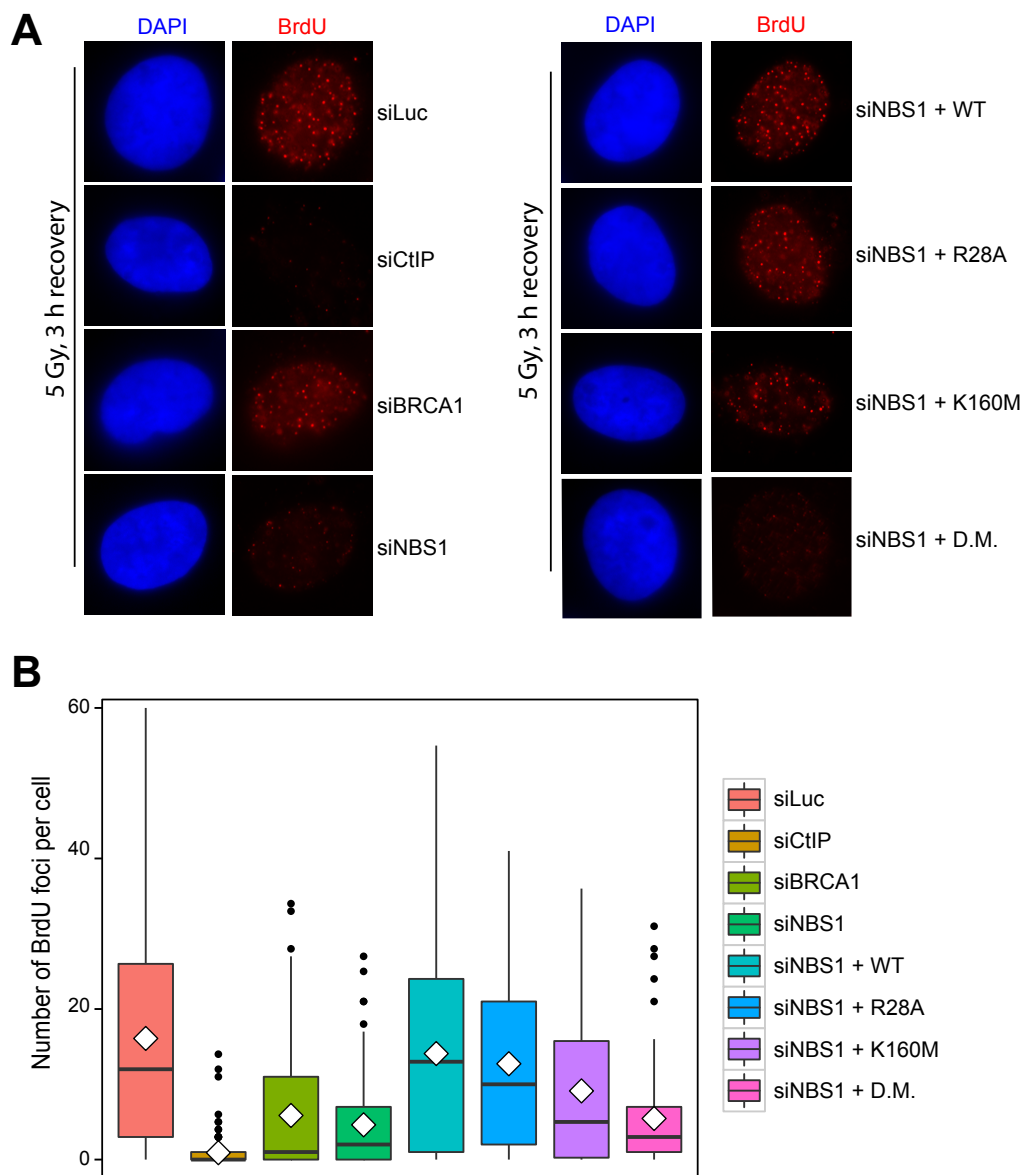 A
DAPI BrdU
5 Gy, 3 h recovery
siLuc
siCtIP
siBRCA1
siNBS1
DAPI BrdU
5 Gy, 3 h recovery
siNBS1 + WT
siNBS1 + R28A
siNBS1 + K160M
siNBS1 + D.M.
B
Number of BrdU foci per cell
60
40
20
0
siLuc
siCtIP
siBRCA1
siNBS1
siNBS1 + WT
siNBS1 + R28A
siNBS1 + K160M
siNBS1 + D.M.